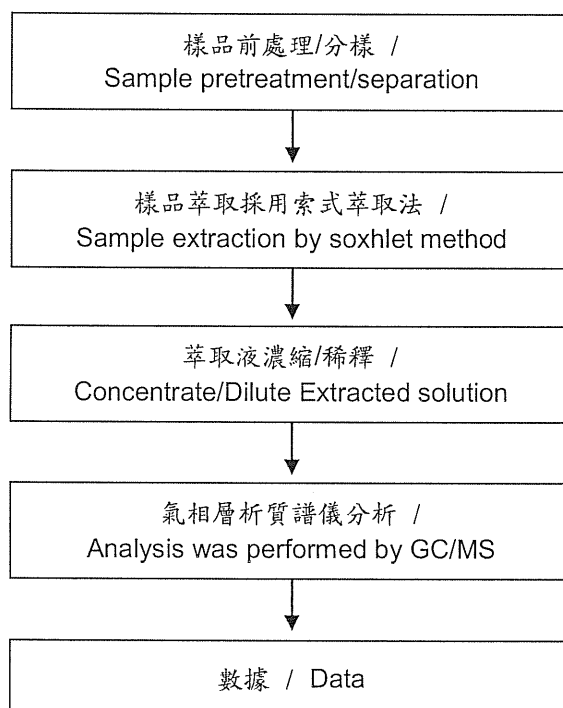 樣品前處理/分樣 /
Sample pretreatment/separation
樣品萃取採用索式萃取法 /
Sample extraction by soxhlet method
萃取液濃縮/稀釋 /
Concentrate/Dilute Extracted solution
氣相層析質譜儀分析 /
Analysis was performed by GC/MS
數據 / Data